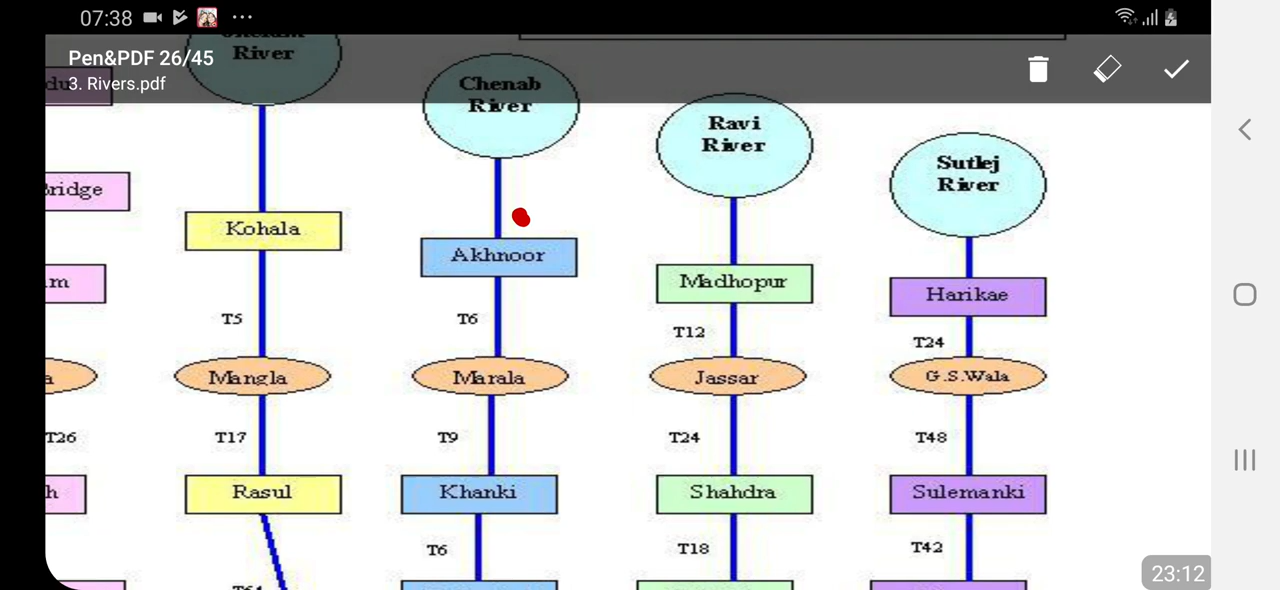 07:38
Pen&PDF 26/45
3. Rivers.pdf
River
Chenab
River
Ravi
River
Sutlej
River
Bridge
Kohala
Akhnoor
Madhopur
Harikae
T5
T6
T12
T24
Mangla
Marala
Jassar
G.S.Wala
T26
T17
T9
T24
T48
Rasul
Khanki
Shahdra
Sulemanki
T6
T18
T42
23:12